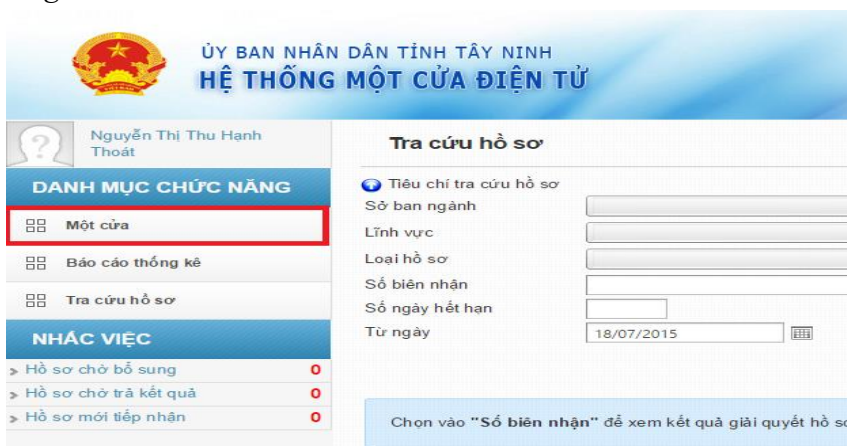 ỦY BAN NHÂN DÂN TỈNH TÂY NINH
HỆ THỐNG MỘT CỬA ĐIỆN TỬ
Nguyễn Thị Thu Hạnh
Thoát
DANH MỤC CHỨC NĂNG
Một cửa
Báo cáo thống kê
Tra cứu hồ sơ
NHẮC VIỆC
Hồ sơ chờ bổ sung 0
Hồ sơ chờ trả kết quả 0
Hồ sơ mới tiếp nhận 0
Tra cứu hồ sơ
Tiêu chí tra cứu hồ sơ
Sở ban ngành
Lĩnh vực
Loại hồ sơ
Số biên nhận
Số ngày hết hạn
Từ ngày 18/07/2015
Chọn vào "Số biên nhận" để xem kết quả giải quyết hồ